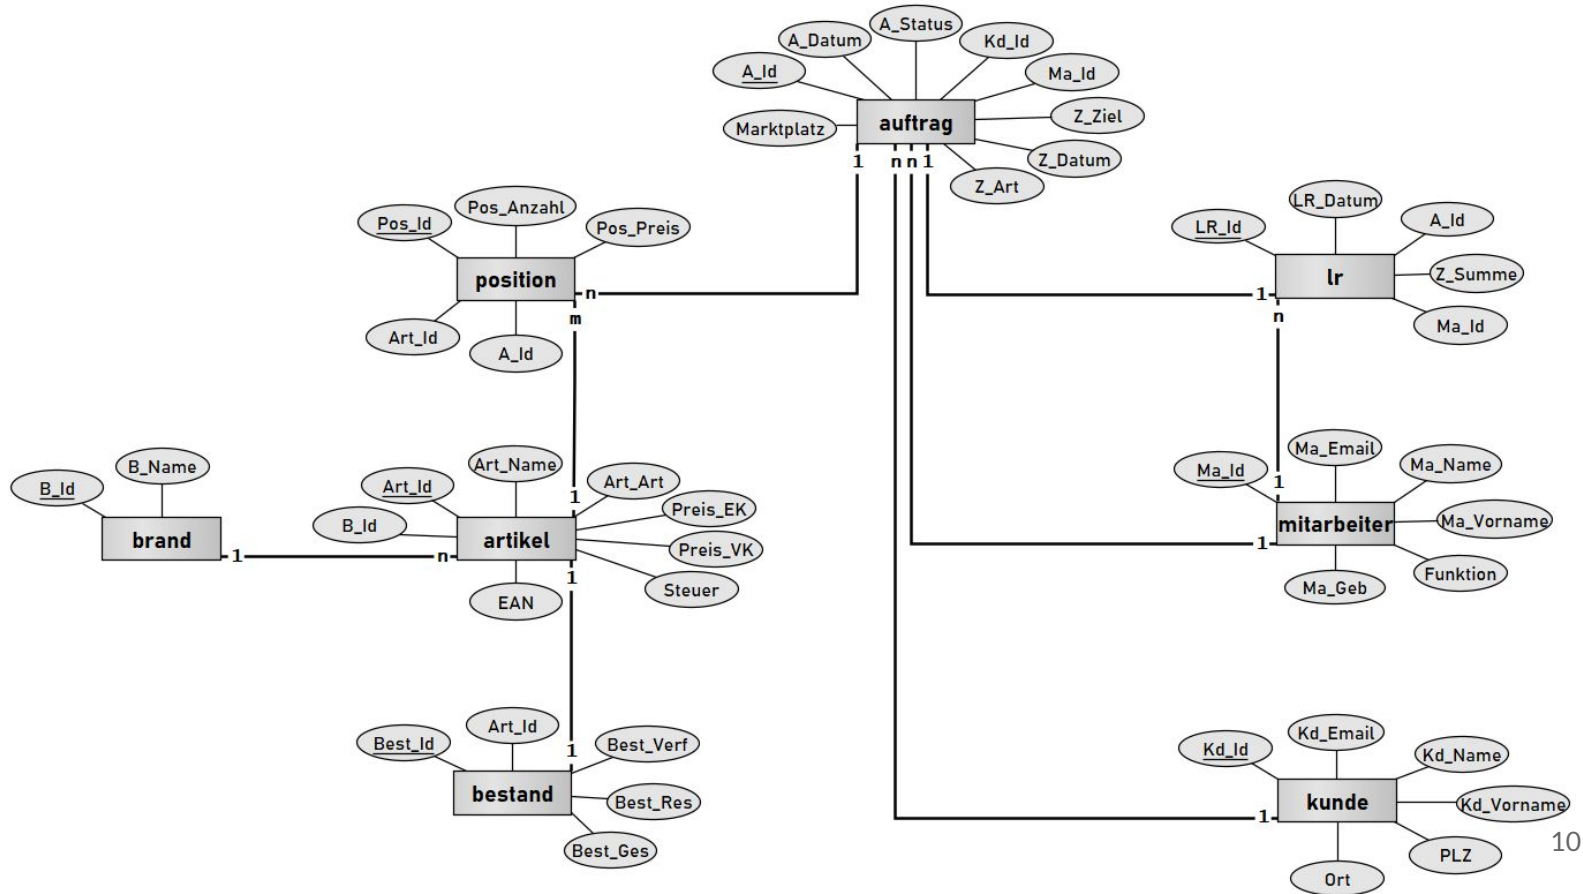 A_Status
A_Datum
Kd_Id
A_Id
Ma_Id
Marktplatz
auftrag
Z_Ziel
Z_Datum
Z_Art
1
n
n
1
Pos_Anzahl
Pos_Id
Pos_Preis
position
n
m
Art_Id
A_Id
LR_Datum
LR_Id
A_Id
lr
Z_Summe
1
n
Ma_Id
B_Name
B_Id
brand
1
Art_Name
Art_Id
Art_Art
1
Preis_EK
B_Id
artikel
Preis_VK
n
1
Steuer
EAN
Ma_Email
Ma_Id
Ma_Name
1
mitarbeiter
Ma_Vorname
1
Funktion
Ma_Geb
Art_Id
Best_Id
Best_Verf
1
bestand
Best_Res
Best_Ges
Kd_Email
Kd_Id
Kd_Name
kunde
Kd_Vorname
1
PLZ
Ort
10